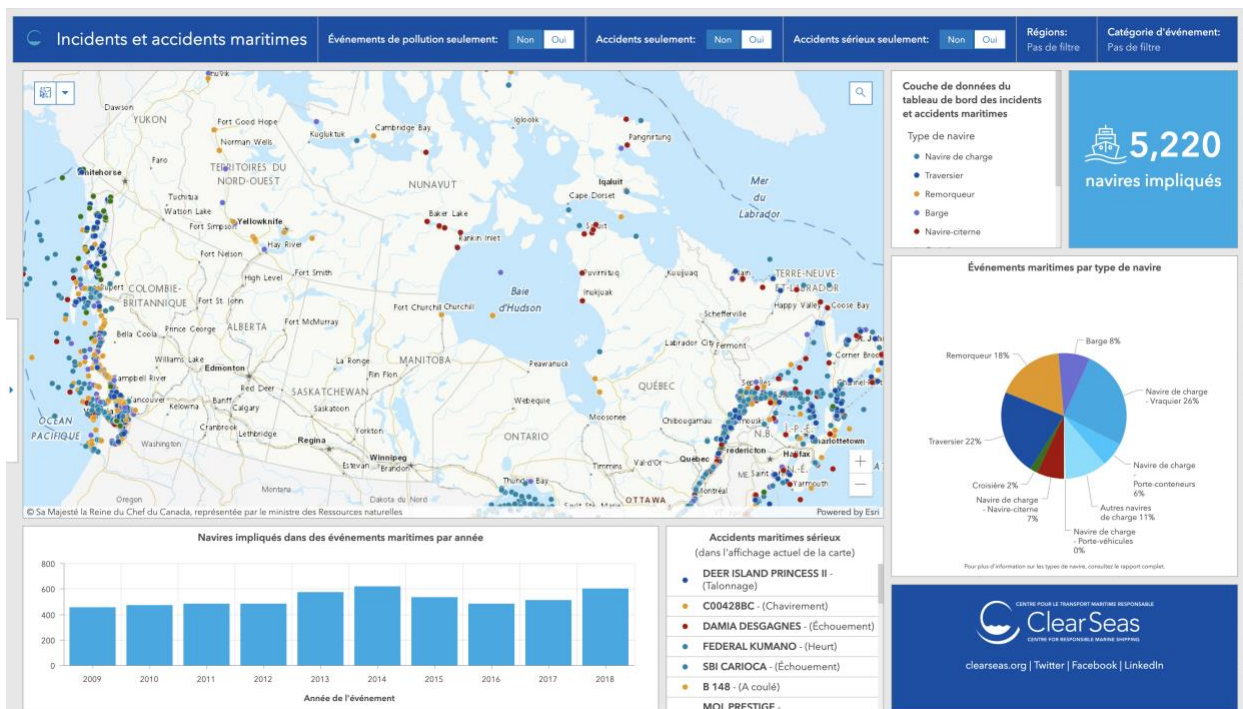 Incidents et accidents maritimes
Événements de pollution seulement:
Non
Oui
Accidents seulement:
Non
Oui
Accidents sérieux seulement:
Non
Oui
Régions:
Pas de filtre
Catégorie d'événement:
Pas de filtre
Dawson
YUKON
Fort Good Hope
Norman Wells
Kugluktuk
Cambridge Bay
Igloolik
Pangnirtung
Faro
TERRITOIRES DU
NORD-OUEST
NUNAVUT
Iqaluit
Cape Dorset
Mer
du
Labrador
Tuchitua
Watson Lake
Fort Simpson
Yellowknife
Baker Lake
Rankin Inlet
Hay River
Fort Nelson
High Level
Fort Smith
Puvirnituq
Kuujjuaq
TERRE-NEUVE-
ET-LABRADOR
COLOMBIE-
BRITANNIQUE
Fort St. John
Baie
d'Hudson
Inukjuak
Fort Churchill
Churchill
Happy Valley
Goose Bay
Schefferville
Bella Coola
Prince George
ALBERTA
Fort McMurray
Labrador City
Fermont
Williams Lake
Edmonton
La Ronge
MANITOBA
Flin Flon
Peawanuck
Corner Broo
Campbell River
Red Deer
SASKATCHEWAN
QUÉBEC
Vancouver
Kelowna
Banff
Calgary
Saskatoon
Webequie
OCÉAN
PACIFIQUE
Cranbrook
Lethbridge
Yorkton
Moosonee
Chibougamau
N.B.
Î.-P.-É.
Charlottetown
Washington
Regina
ONTARIO
Fredericton
Halifax
Winnipeg
Estevan
Brandon
Timmins
Val-d'Or
Québec
ME
Saint
N.-É.
Yarmouth
Thunder Bay
Montréal
Oregon
Montana
Dakota du Nord
OTTAWA
Sault Ste. Marie
© Sa Majesté la Reine du Chef du Canada, représentée par le ministre des Ressources naturelles
Powered by Esri
Couche de données du
tableau de bord des incidents
et accidents maritimes
Type de navire
Navire de charge
Traversier
Remorqueur
Barge
Navire-citerne
5,220
navires impliqués
Événements maritimes par type de navire
Barge 8%
Remorqueur 18%
Navire de charge
- Vraquier 26%
Traversier 22%
Navire de charge
-
Porte-conteneurs
6%
Croisière 2%
Autres navires
de charge 11%
Navire de charge
- Navire-citerne
7%
Navire de charge
- Porte-véhicules
0%
Pour plus d'information sur les types de navire, consultez le rapport complet.
Navires impliqués dans des événements maritimes par année
800
600
400
200
0
2009
2010
2011
2012
2013
2014
2015
2016
2017
2018
Année de l'événement
Accidents maritimes sérieux
(dans l'affichage actuel de la carte)
DEER ISLAND PRINCESS II -
(Talonnage)
C00428BC - (Chavirement)
DAMIA DESGAGNES - (Échouement)
FEDERAL KUMANO - (Heurt)
SBI CARIOCA - (Échouement)
B 148 - (A coulé)
MOL PRESTIGE -
CENTRE POUR LE TRANSPORT MARITIME RESPONSABLE
ClearSeas
CENTRE FOR RESPONSIBLE MARINE SHIPPING
clearseas.org | Twitter | Facebook | LinkedIn